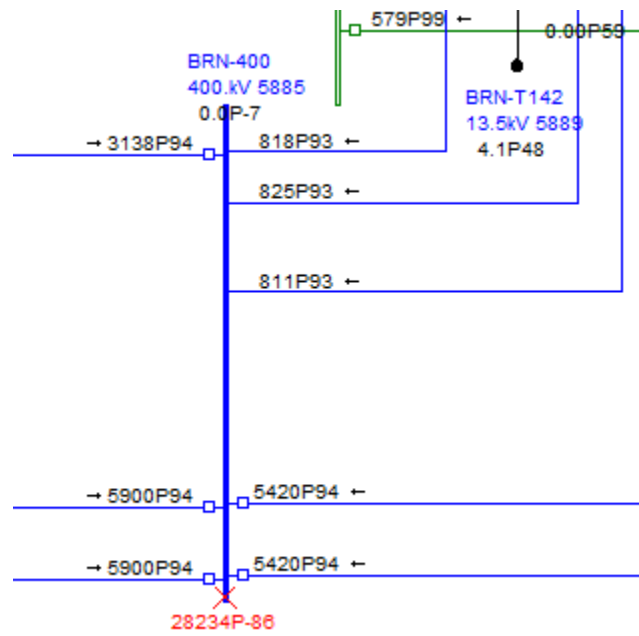 579P99 ←
0.00P59
BRN-400
400.kV 5885
0.0P-7
BRN-T142
13.5kV 5889
4.1P48
→ 3138P94
818P93 ←
825P93 ←
811P93 ←
→ 5900P94
5420P94 ←
→ 5900P94
5420P94 ←
28234P-86